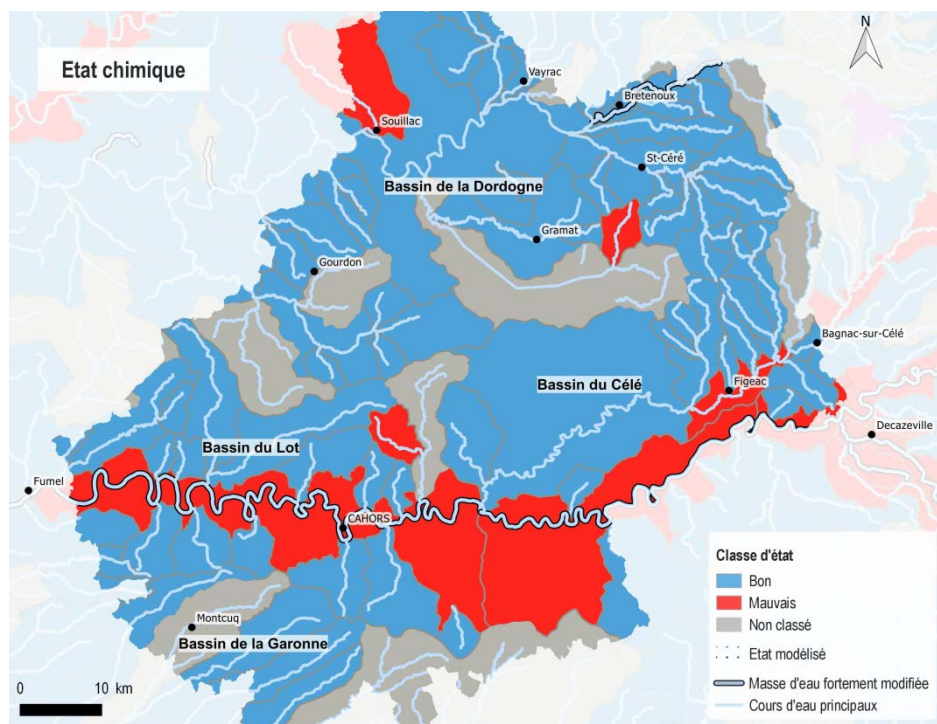 Etat chimique
N
Vayrac
Bretenoux
Souillac
St-Céré
Bassin de la Dordogne
Gramat
Gourdon
Bagnac-sur-Célé
Bassin du Célé
Figeac
Decazeville
Bassin du Lot
Fumel
CAHORS
Montcuq
Bassin de la Garonne
Classe d'état
Bon
Mauvais
Non classé
Etat modélisé
Masse d'eau fortement modifiée
Cours d'eau principaux
0 10 km